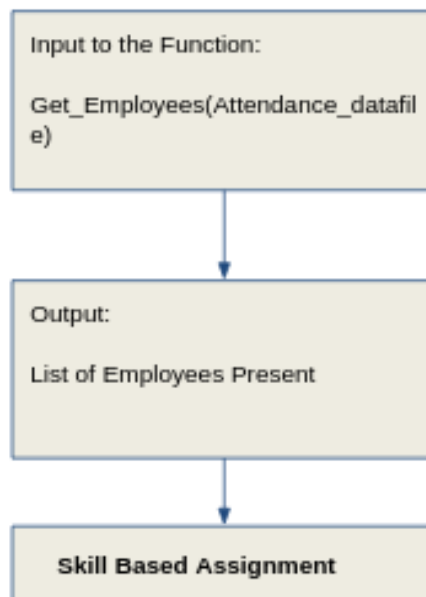 Input to the Function:
Get_Employees(Attendance_datafil
e)
Output:
List of Employees Present
Skill Based Assignment